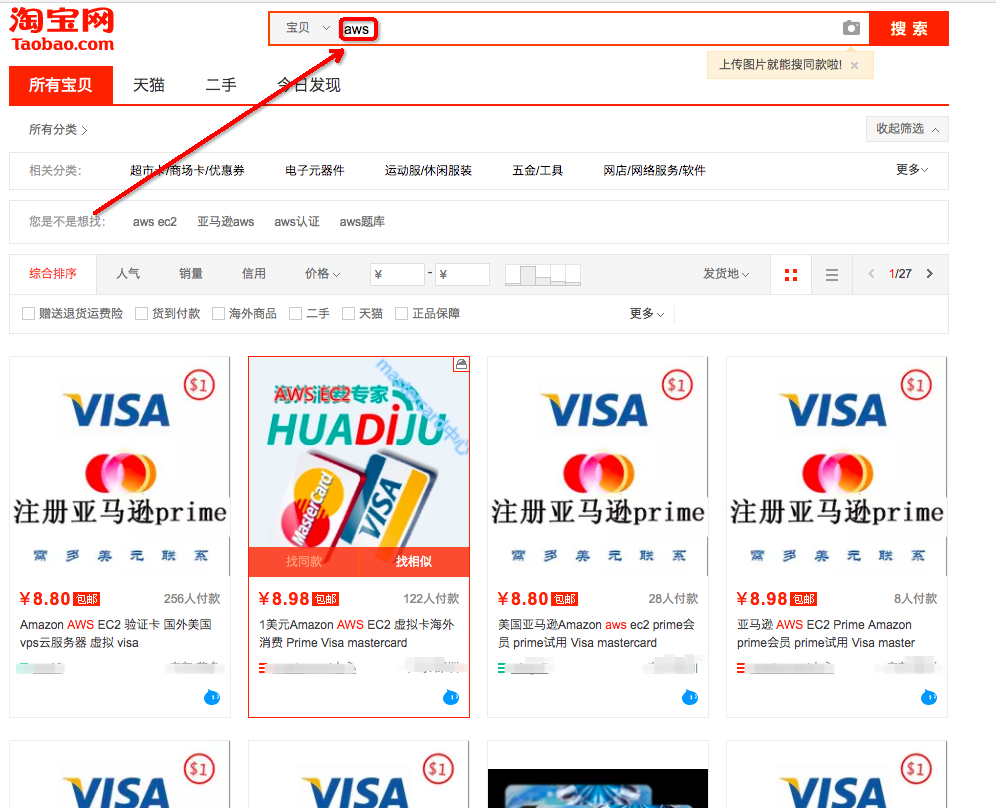 淘宝网
Taobao.com
宝贝 aws 搜 索
上传图片就能搜同款啦! ×
所有宝贝 天猫 二手 今日发现
所有分类 >
收起筛选
相关分类: 超市卡/商场卡/优惠券 电子元器件 运动服/休闲服装 五金/工具 网店/网络服务/软件 更多
您是不是想找: aws ec2 亚马逊aws aws认证 aws题库
综合排序 人气 销量 信用 价格 ¥ - ¥ 发货地 < 1/27 >
赠送退货运费险 货到付款 海外商品 二手 天猫 正品保障 更多
$1
VISA
注册亚马逊prime
需 多 美 元 联 系
¥8.80 包邮 256人付款
Amazon AWS EC2 验证卡 国外美国
vps云服务器 虚拟 visa
mastercard中心
AWS EC2
HUADiJU
MasterCard
VISA
找同款 找相似
¥8.98 包邮 122人付款
1美元Amazon AWS EC2 虚拟卡海外
消费 Prime Visa mastercard
$1
VISA
注册亚马逊prime
需 多 美 元 联 系
¥8.80 包邮 28人付款
美国亚马逊Amazon aws ec2 prime会
员 prime试用 Visa mastercard
$1
VISA
注册亚马逊prime
需 多 美 元 联 系
¥8.98 包邮 8人付款
亚马逊 AWS EC2 Prime Amazon
prime会员 prime试用 Visa master
$1
VISA
$1
VISA
$1
VISA